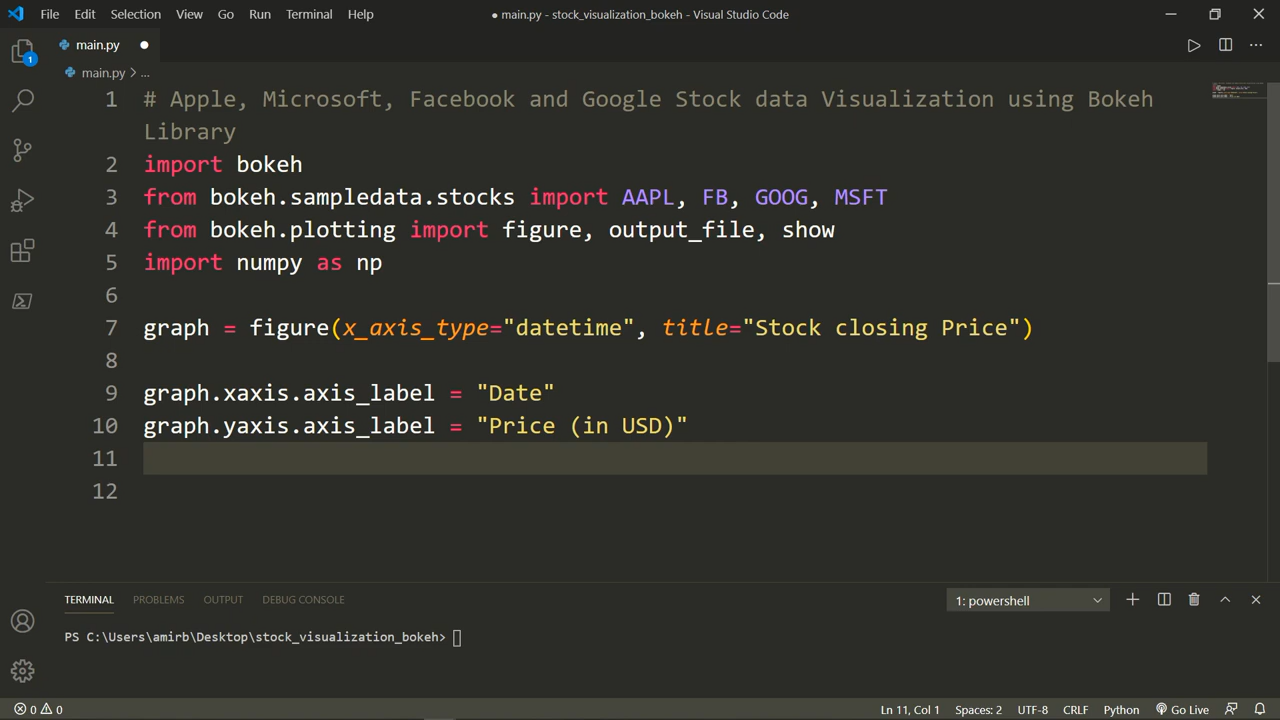 File Edit Selection View Go Run Terminal Help
● main.py - stock_visualization_bokeh - Visual Studio Code
1
main.py ●
main.py > ...
1 # Apple, Microsoft, Facebook and Google Stock data Visualization using Bokeh
Library
2 import bokeh
3 from bokeh.sampledata.stocks import AAPL, FB, GOOG, MSFT
4 from bokeh.plotting import figure, output_file, show
5 import numpy as np
6
7 graph = figure(x_axis_type="datetime", title="Stock closing Price")
8
9 graph.xaxis.axis_label = "Date"
10 graph.yaxis.axis_label = "Price (in USD)"
11
12
TERMINAL PROBLEMS OUTPUT DEBUG CONSOLE
1: powershell
PS C:\Users\amirb\Desktop\stock_visualization_bokeh>
0 0
Ln 11, Col 1 Spaces: 2 UTF-8 CRLF Python Go Live